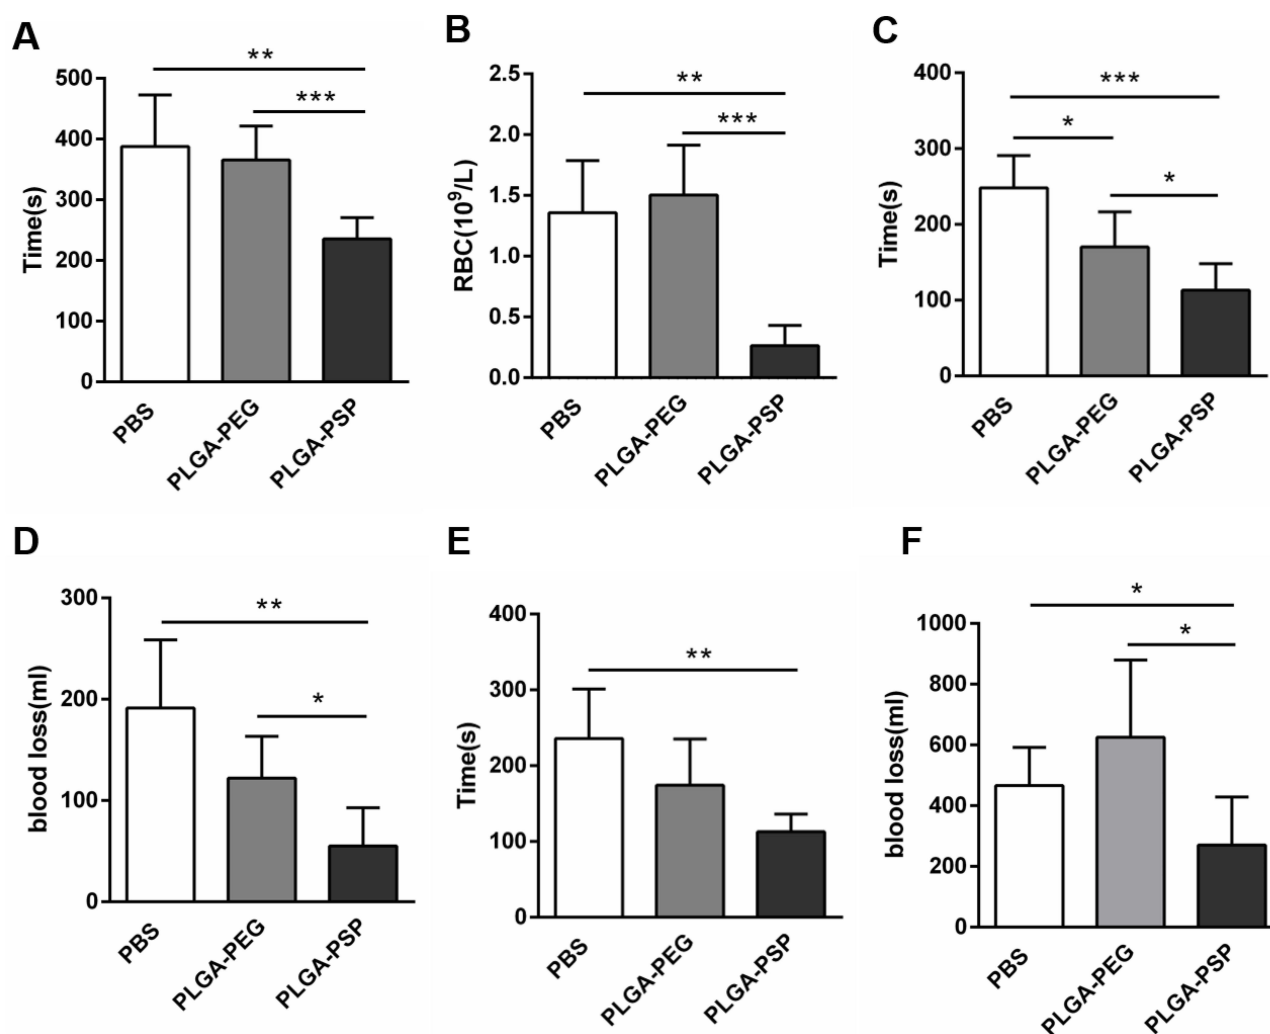 A
**
***
500
400
300
200
100
0
Time(s)
PBS
PLGA-PEG
PLGA-PSP
B
**
***
2.5
2.0
1.5
1.0
0.5
0.0
RBC(10⁹/L)
PBS
PLGA-PEG
PLGA-PSP
C
***
*
*
400
300
200
100
0
Time(s)
PBS
PLGA-PEG
PLGA-PSP
D
**
*
300
200
100
0
blood loss(ml)
PBS
PLGA-PEG
PLGA-PSP
E
**
400
300
200
100
0
Time(s)
PBS
PLGA-PEG
PLGA-PSP
F
*
*
1000
800
600
400
200
0
blood loss(ml)
PBS
PLGA-PEG
PLGA-PSP